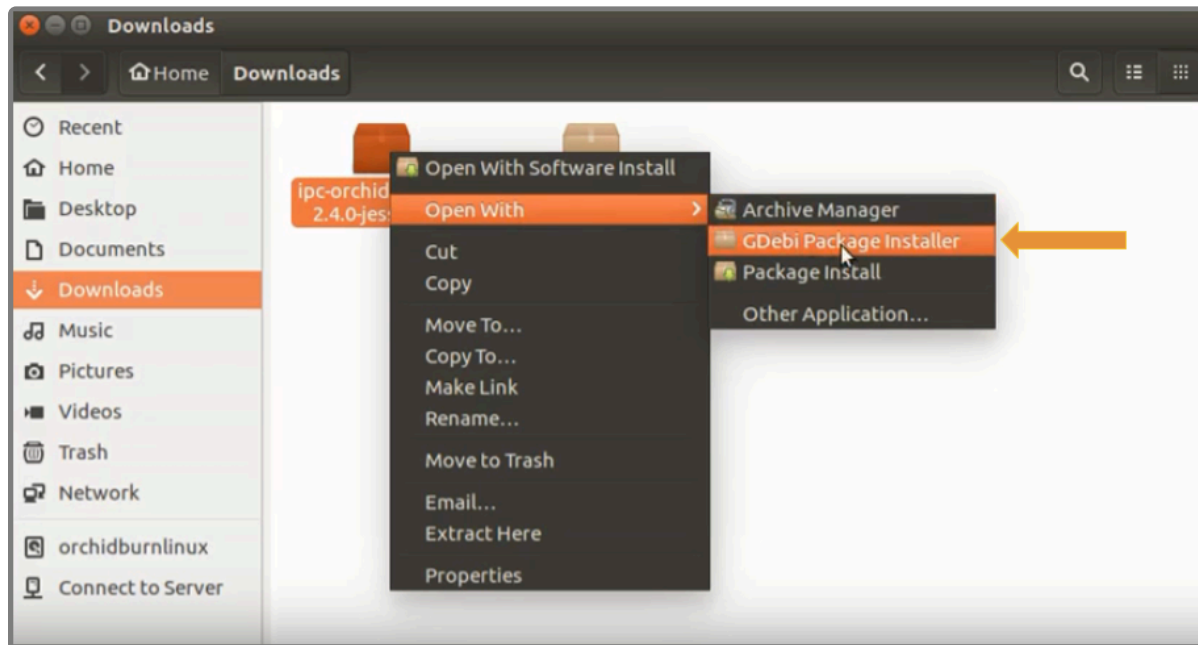 Downloads
Home
Downloads
Recent
Home
Desktop
Documents
Downloads
Music
Pictures
Videos
Trash
Network
orchidburnlinux
Connect to Server
ipc-orchid
2.4.0-jes
Open With Software Install
Open With
Cut
Copy
Move To...
Copy To...
Make Link
Rename...
Move to Trash
Email...
Extract Here
Properties
Archive Manager
GDebi Package Installer
Package Install
Other Application...